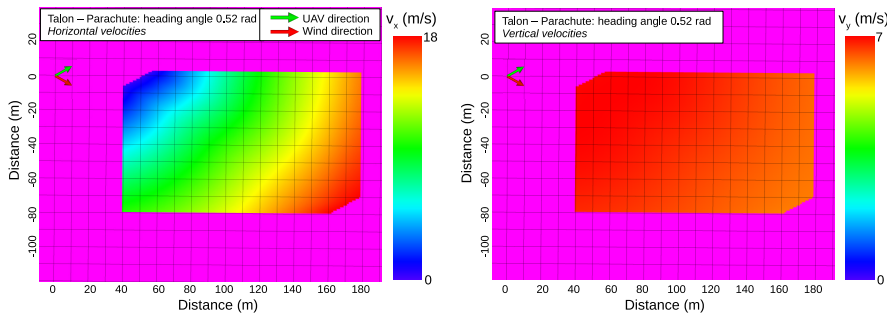 Talon – Parachute: heading angle 0.52 rad
Horizontal velocities
UAV direction
Wind direction
vx (m/s)
18
0
20
0
-20
-40
-60
-80
-100
Distance (m)
0 20 40 60 80 100 120 140 160 180
Distance (m)
Talon – Parachute: heading angle 0.52 rad
Vertical velocities
vy (m/s)
7
0
20
0
-20
-40
-60
-80
-100
Distance (m)
0 20 40 60 80 100 120 140 160 180
Distance (m)